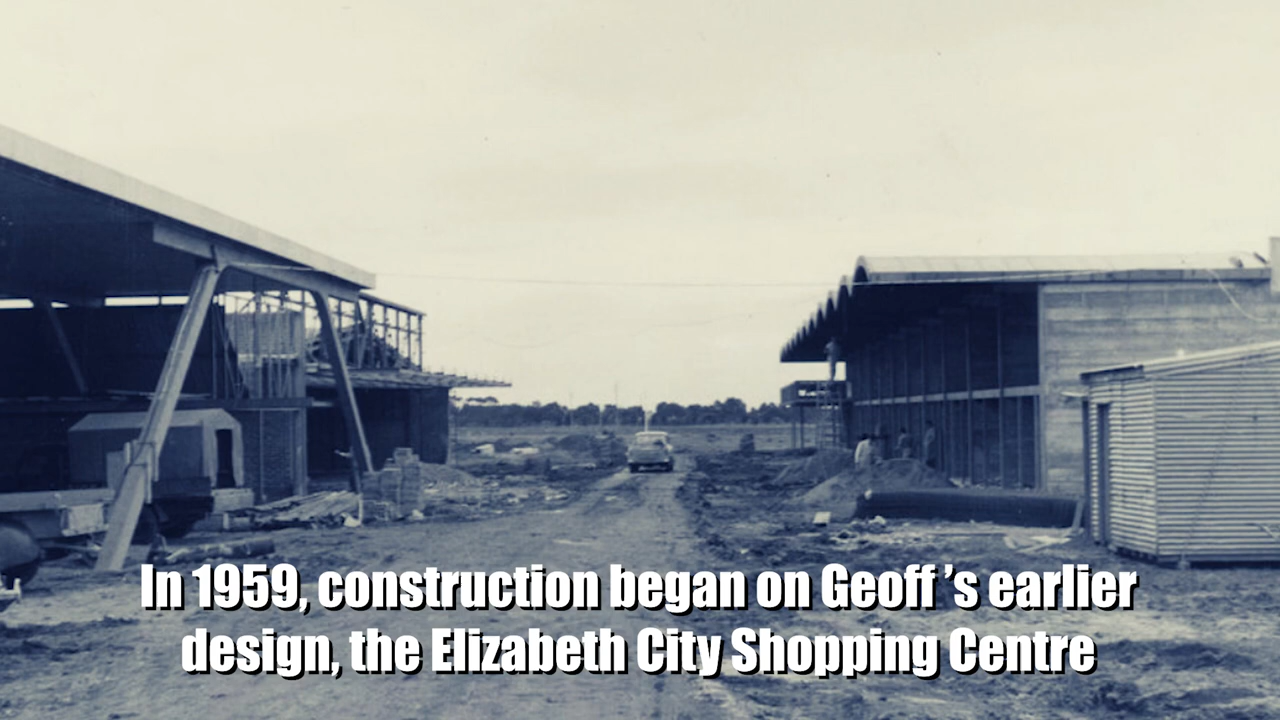 In 1959, construction began on Geoff ’s earlier
design, the Elizabeth City Shopping Centre